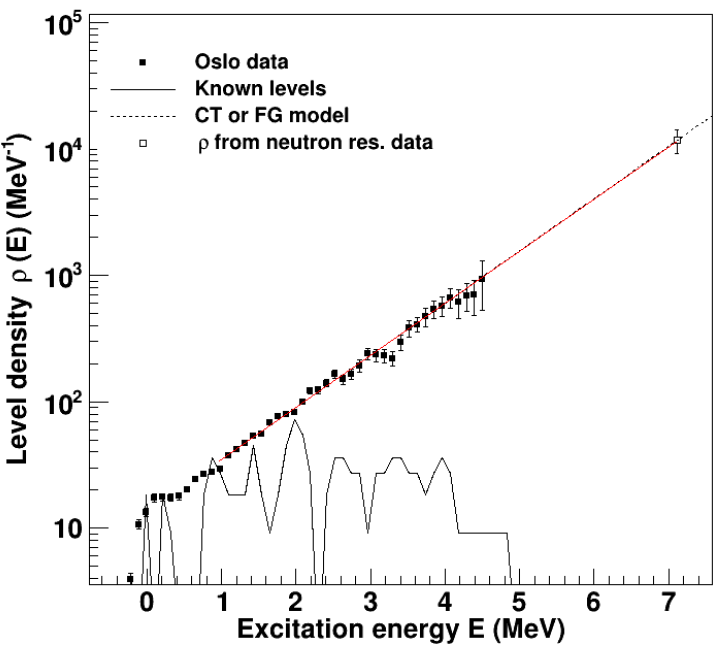 10⁵
Oslo data
Known levels
CT or FG model
ρ from neutron res. data
10⁴
10³
10²
10
Level density ρ (E) (MeV⁻¹)
0 1 2 3 4 5 6 7
Excitation energy E (MeV)